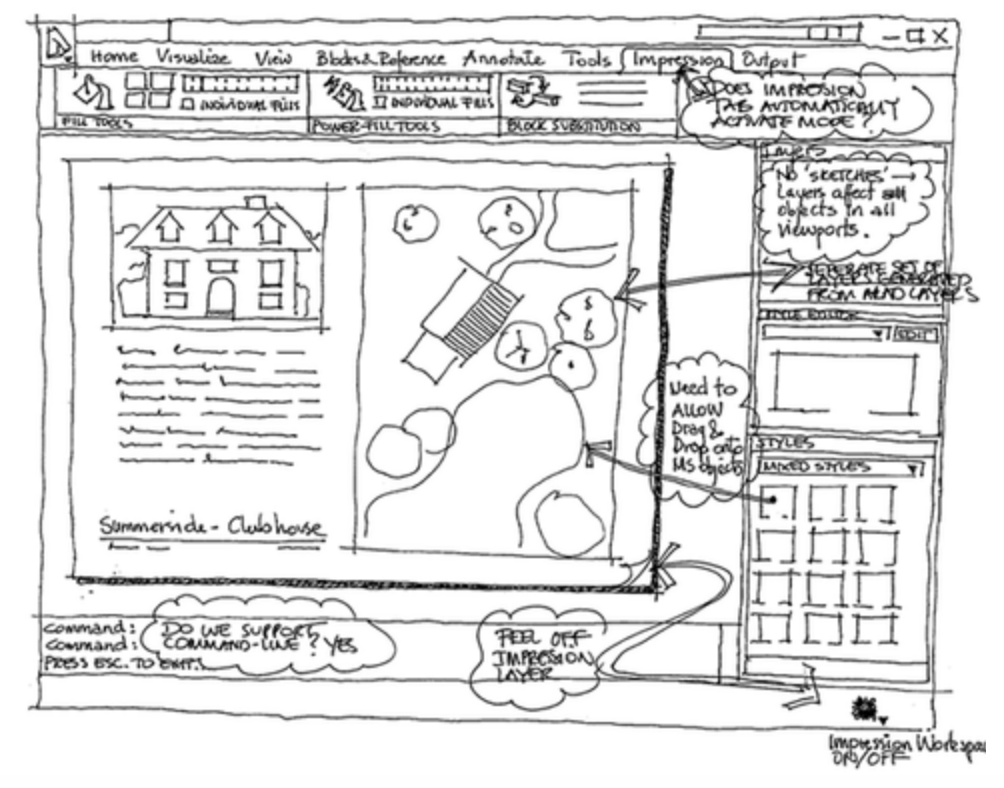 Home Visualize View Blocks & Reference Annotate Tools Impression Output
INDIVIDUAL FILLS
INDIVIDUAL FILLS
FILL TOOLS
POWER-FILL TOOLS
BLOCK SUBSTITUTION
DOES IMPRESSION
TAB AUTOMATICALLY
ACTIVATE MODE?
Layers
No 'SKETCHES' →
Layers affect all
objects in all
viewports.
SEPERATE SET OF
LAYERS GENERATED
FROM ACAD LAYERS
STYLE EDITOR
EDIT
Need to
ALLOW
Drag &
Drop onto
MS objects
STYLES
MIXED STYLES
Summerside - Clubhouse
Command:
Command:
PRESS ESC. TO
DO WE SUPPORT
COMMAND-LINE? YES
PEEL OFF
IMPRESSION
LAYER
Impression Workspac
ON/OFF